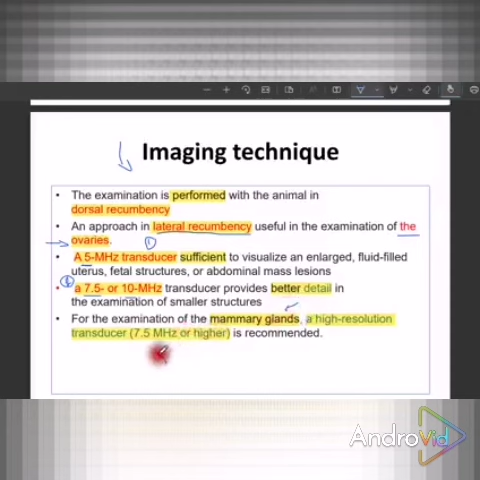 Imaging technique
• The examination is performed with the animal in
dorsal recumbency
• An approach in lateral recumbency useful in the examination of the
ovaries.
• A 5-MHz transducer sufficient to visualize an enlarged, fluid-filled
uterus, fetal structures, or abdominal mass lesions
• a 7.5- or 10-MHz transducer provides better detail in
the examination of smaller structures
• For the examination of the mammary glands, a high-resolution
transducer (7.5 MHz or higher) is recommended.
AndroVid